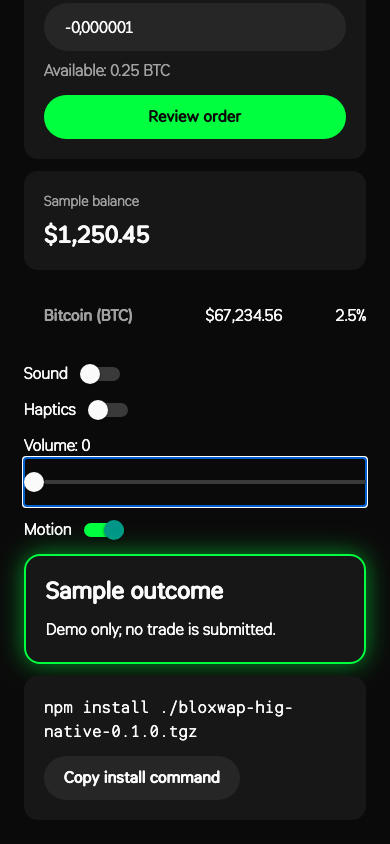 -0,000001
Available: 0.25 BTC
Review order
Sample balance
$1,250.45
Bitcoin (BTC) $67,234.56 2.5%
Sound
Haptics
Volume: 0
Motion
Sample outcome
Demo only; no trade is submitted.
npm install ./bloxwap-hig-
native-0.1.0.tgz
Copy install command